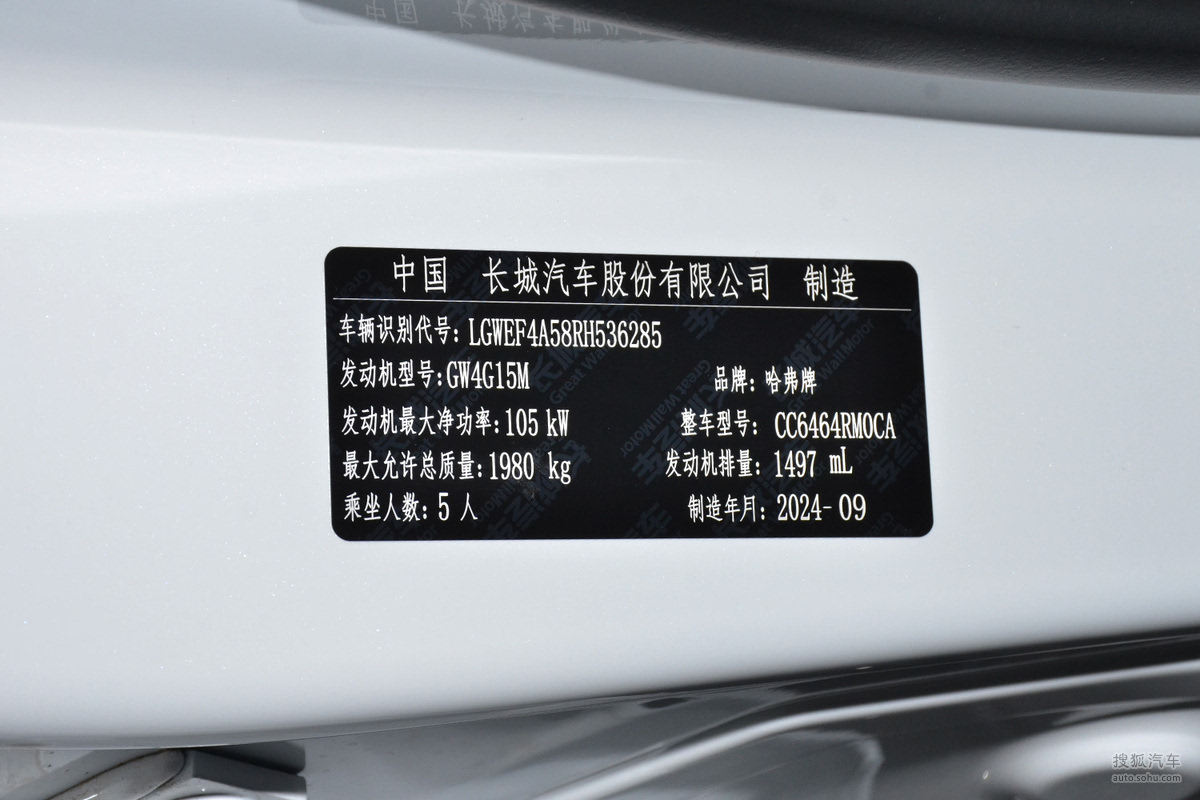 中国 长城汽车股份有限公司 制造
车辆识别代号: LGWEF4A58RH536285
发动机型号: GW4G15M 品牌: 哈弗牌
发动机最大净功率: 105 kW 整车型号: CC6464RM0CA
最大允许总质量: 1980 kg 发动机排量: 1497 mL
乘坐人数: 5 人 制造年月: 2024-09
搜狐汽车
auto.sohu.com